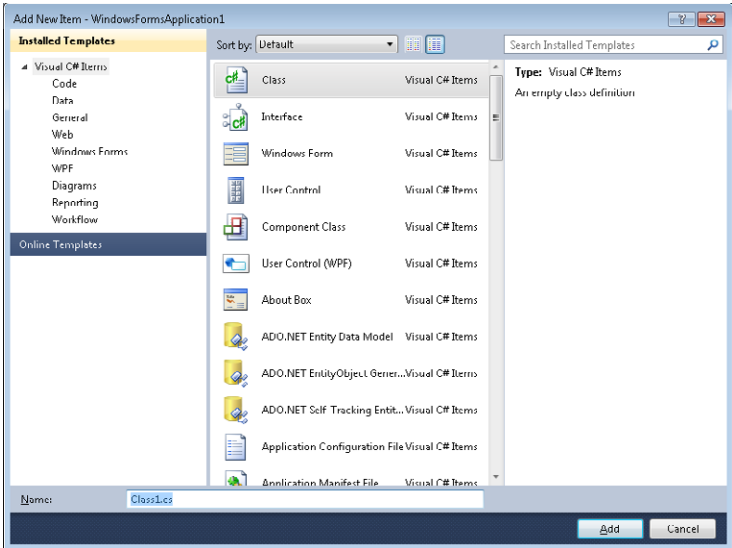 Add New Item - WindowsFormsApplication1
Installed Templates
Sort by: Default
Search Installed Templates
Visual C# Items
Code
Data
General
Web
Windows Forms
WPF
Diagrams
Reporting
Workflow
Online Templates
Class Visual C# Items
Interface Visual C# Items
Windows Form Visual C# Items
User Control Visual C# Items
Component Class Visual C# Items
User Control (WPF) Visual C# Items
About Box Visual C# Items
ADO.NET Entity Data Model Visual C# Items
ADO.NET EntityObject Gener...Visual C# Items
ADO.NET Self-Tracking Entit... Visual C# Items
Application Configuration File Visual C# Items
Application Manifest File Visual C# Items
Type: Visual C# Items
An empty class definition
Name: Class1.cs
Add Cancel